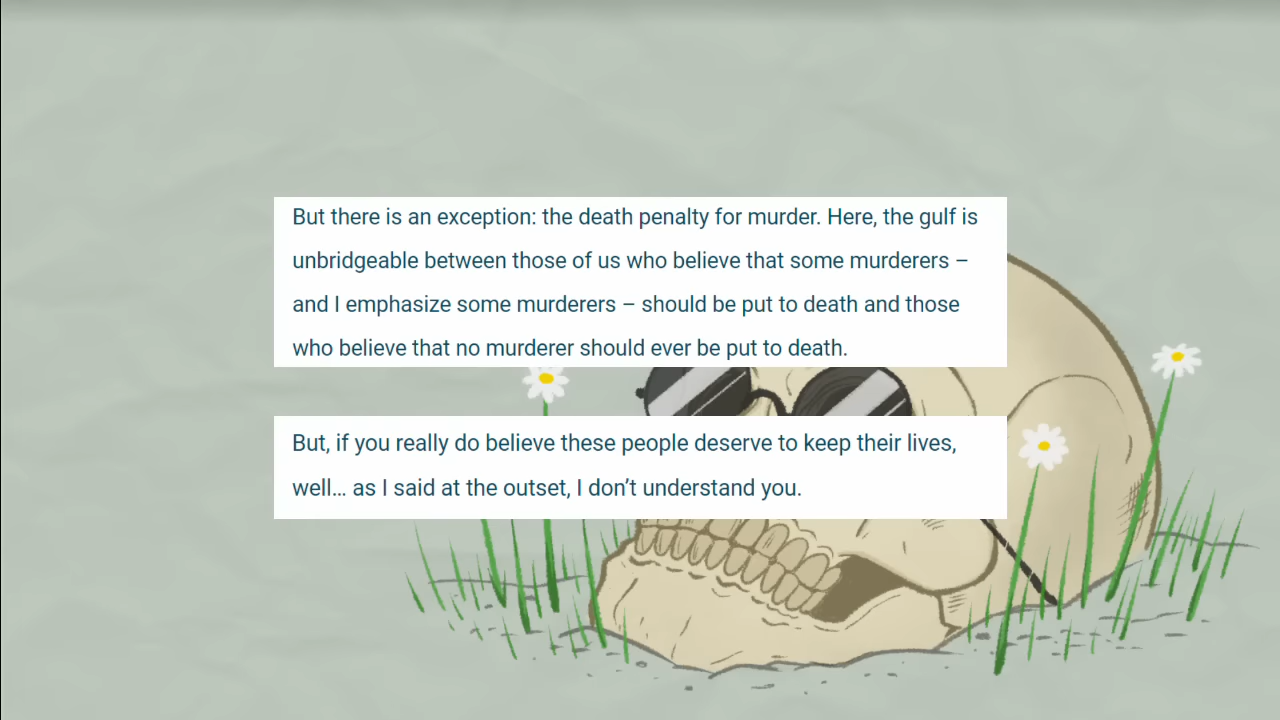 But there is an exception: the death penalty for murder. Here, the gulf is
unbridgeable between those of us who believe that some murderers –
and I emphasize some murderers – should be put to death and those
who believe that no murderer should ever be put to death.
But, if you really do believe these people deserve to keep their lives,
well… as I said at the outset, I don’t understand you.